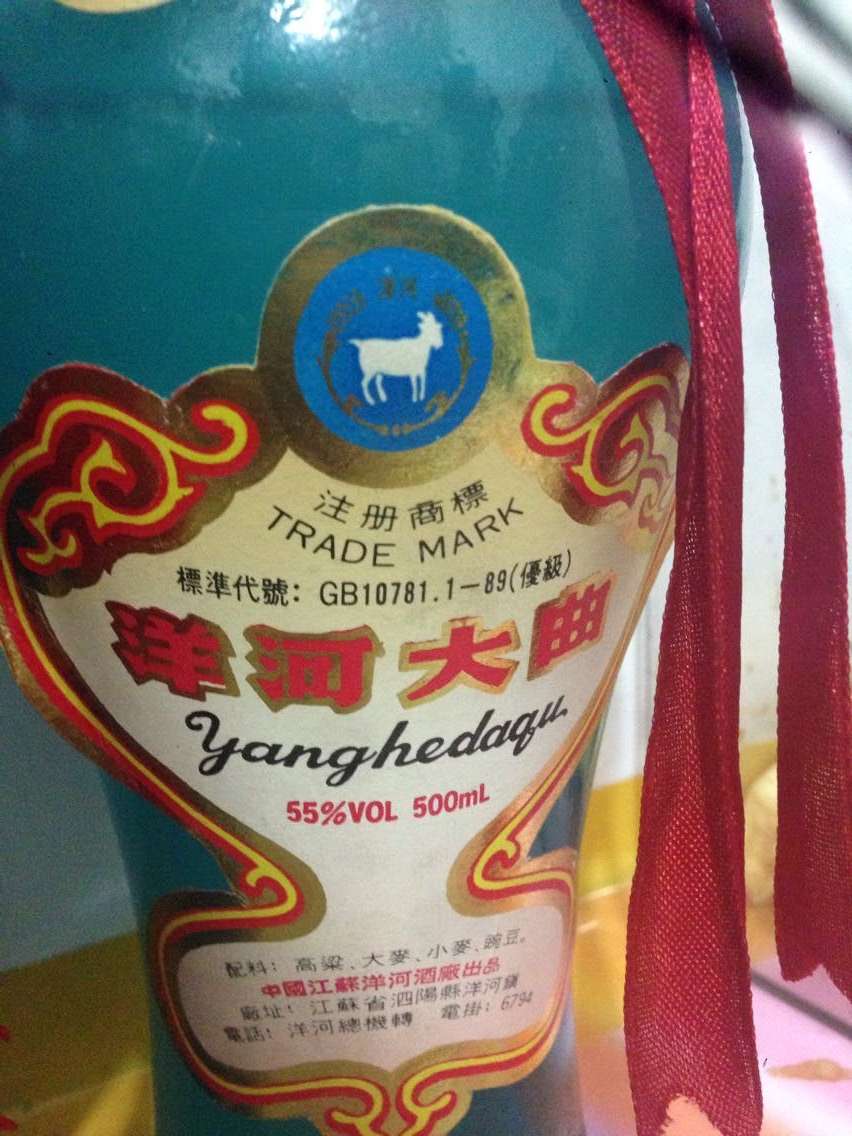 洋河
注册商標
TRADE MARK
標準代號: GB10781.1-89(優級)
洋河大曲
Yanghedaqu
55%VOL 500mL
配料: 高粱、大麥、小麥、豌豆。
中國江蘇洋河酒廠出品
廠址: 江蘇省泗陽縣洋河鎮
電話: 洋河總機轉 電掛: 6794